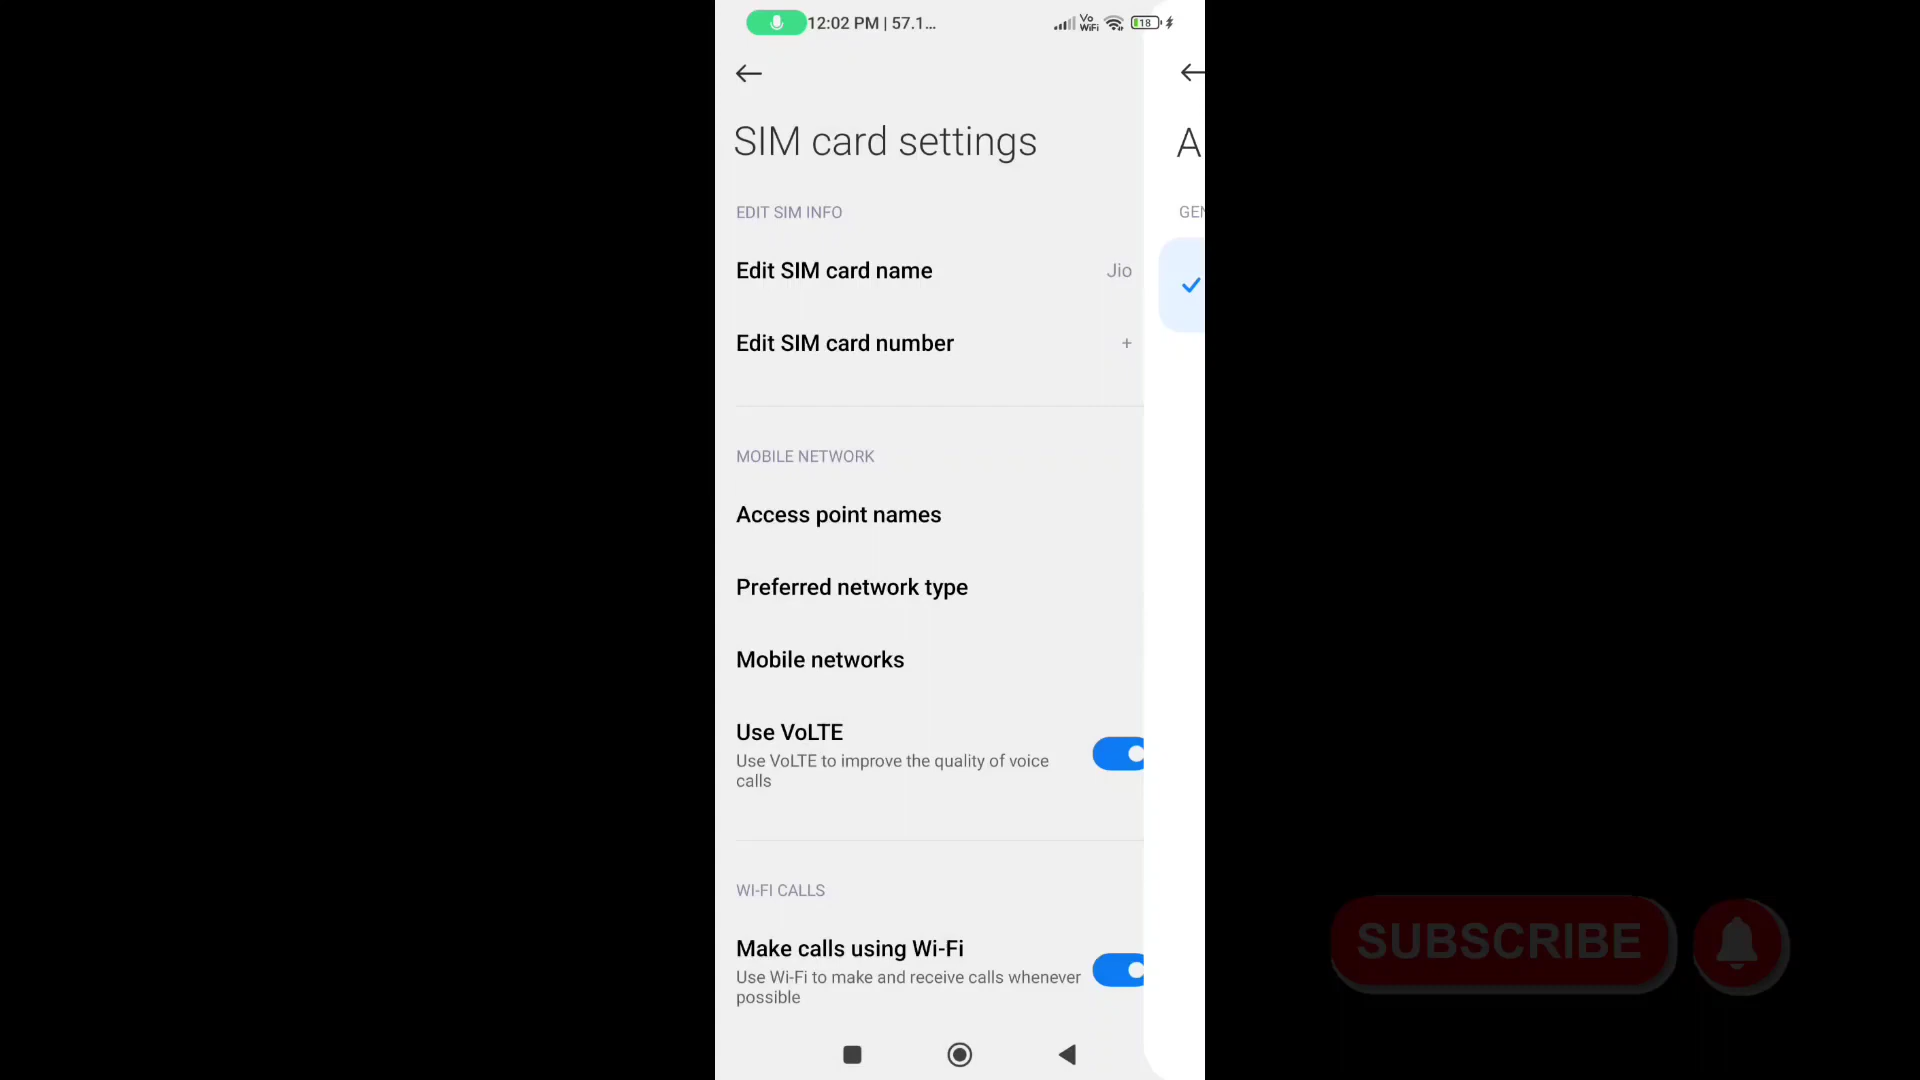 12:02 PM | 57.1...
Vo
WiFi
18
SIM card settings
A
EDIT SIM INFO
GEN
Edit SIM card name
Jio
Edit SIM card number
+
MOBILE NETWORK
Access point names
Preferred network type
Mobile networks
Use VoLTE
Use VoLTE to improve the quality of voice
calls
WI-FI CALLS
Make calls using Wi-Fi
Use Wi-Fi to make and receive calls whenever
possible
SUBSCRIBE